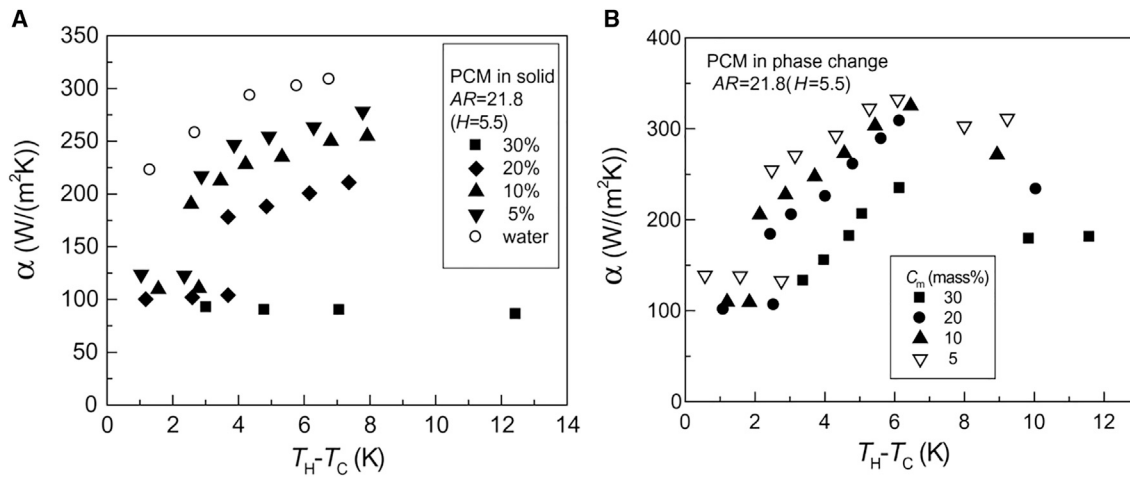 A
350
300
250
200
150
100
50
0
α (W/(m²K))
0 2 4 6 8 10 12 14
T_H-T_C (K)
PCM in solid
AR=21.8
(H=5.5)
30%
20%
10%
5%
water
B
400
300
200
100
0
α (W/(m²K))
0 2 4 6 8 10 12
T_H-T_C (K)
PCM in phase change
AR=21.8(H=5.5)
C_m (mass%)
30
20
10
5